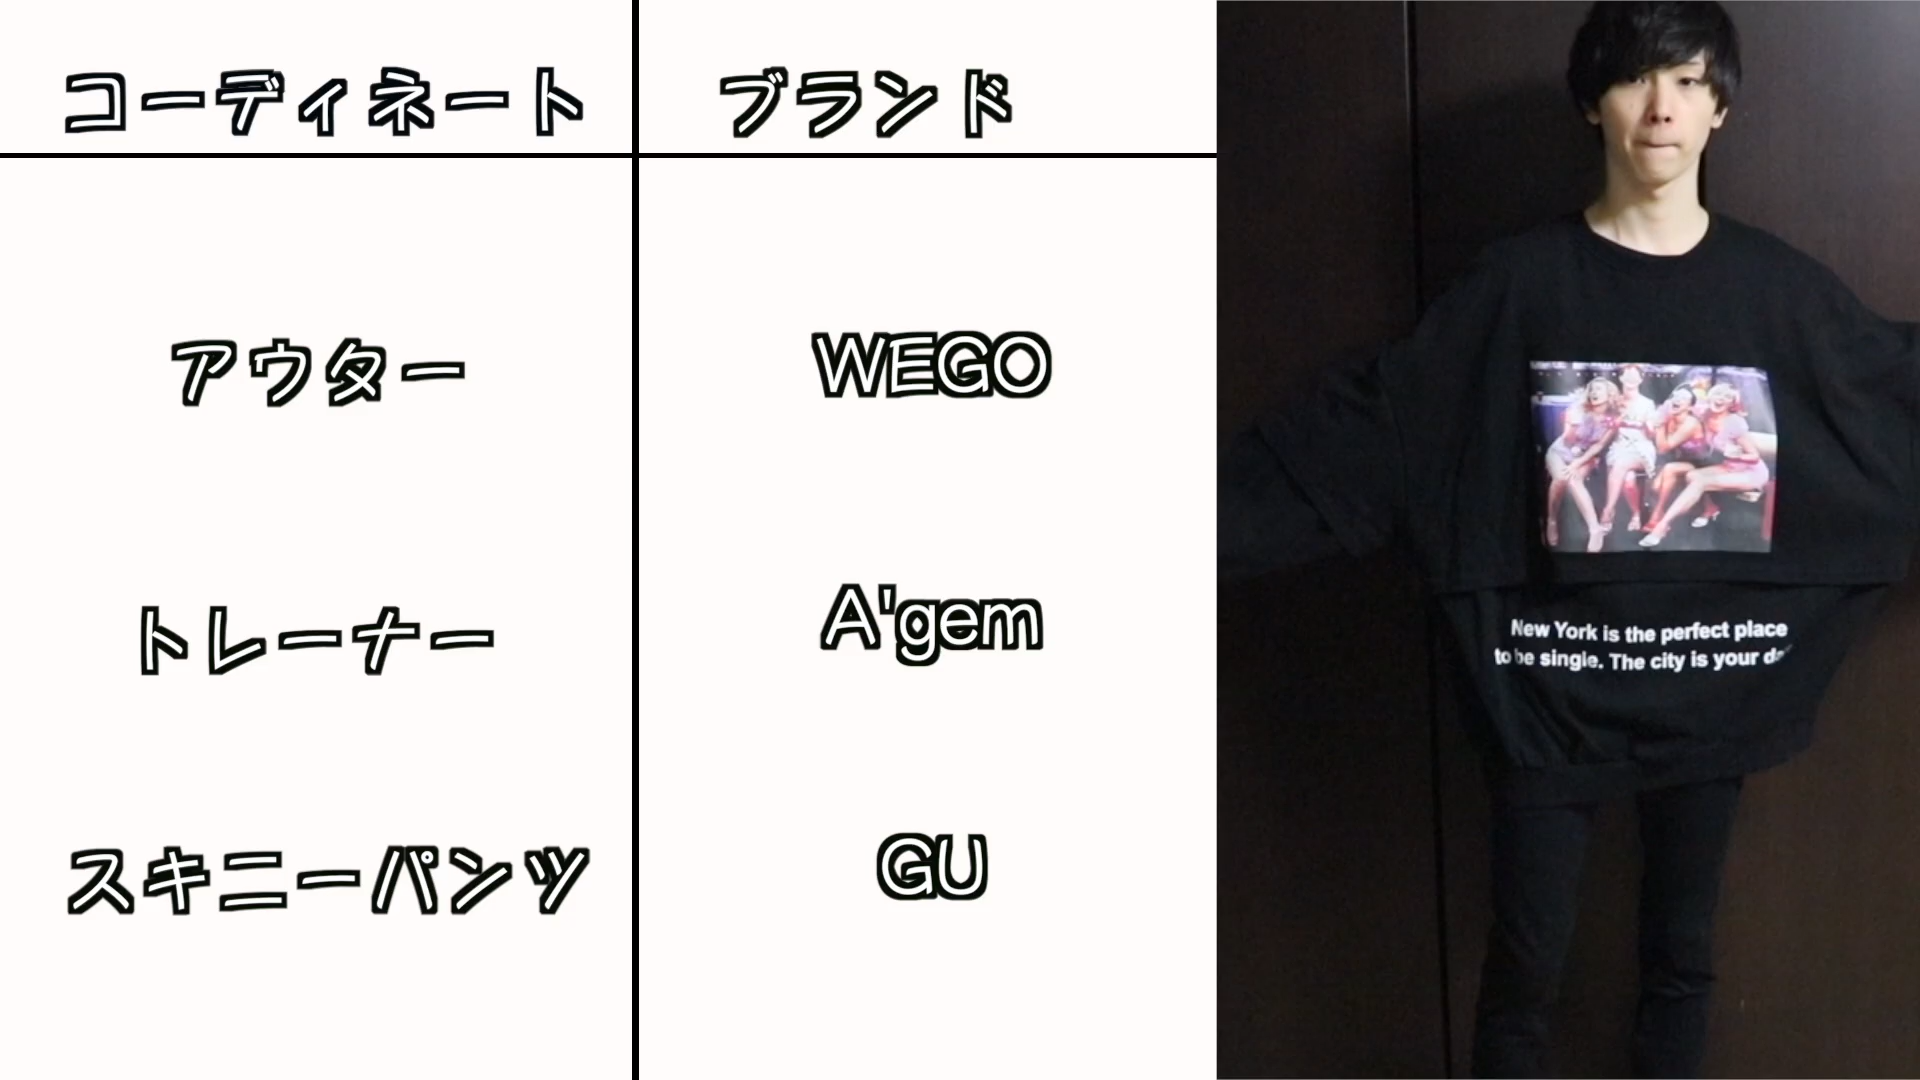 コーディネート ブランド
アウター WEGO
トレーナー A'gem
スキニーパンツ GU
New York is the perfect place
to be single. The city is your